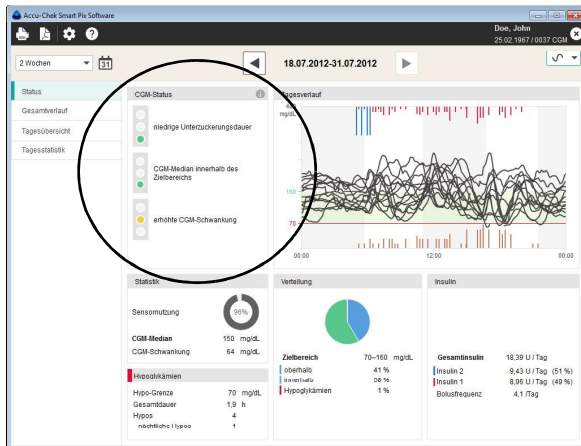 Accu-Chek Smart Pix Software
Doe, John
25.02.1967 / 0037 CGM
2 Wochen
31
18.07.2012-31.07.2012
Status
Gesamtverlauf
Tagesübersicht
Tagesstatistik
CGM-Status
niedrige Unterzuckerungsdauer
CGM-Median innerhalb des
Zielbereichs
erhöhte CGM-Schwankung
Tagesverlauf
mg/dL
160
70
00:00
12:00
00:00
Statistik
Sensornutzung
96%
CGM-Median 150 mg/dL
CGM-Schwankung 64 mg/dL
Hypoglykämien
Hypo-Grenze 70 mg/dL
Gesamtdauer 1,9 h
Hypos 4
nächtliche Hypos 1
Verteilung
Zielbereich 70–160 mg/dL
oberhalb 41 %
innerhalb 58 %
Hypoglykämien 1 %
Insulin
Gesamtinsulin 18,39 U / Tag
Insulin 2 9,43 U / Tag (51 %)
Insulin 1 8,96 U / Tag (49 %)
Bolusfrequenz 4,1 /Tag